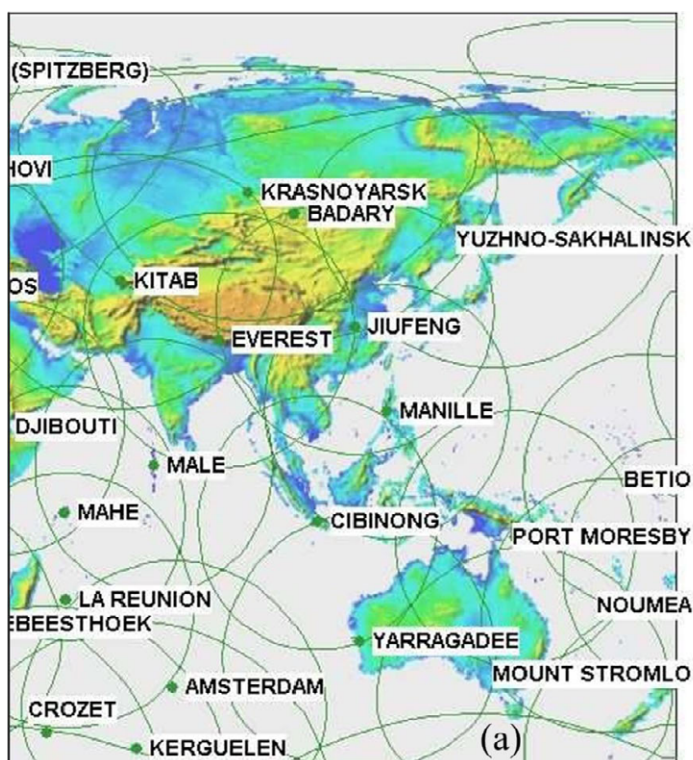 (SPITZBERG)
HOVI
KRASNOYARSK
BADARY
YUZHNO-SAKHALINSK
KITAB
OS
JIUFENG
EVEREST
MANILLE
DJIBOUTI
MALE
BETIO
MAHE
CIBINONG
PORT MORESBY
LA REUNION
NOUMEA
EBEESTHOEK
YARRAGADEE
MOUNT STROMLO
AMSTERDAM
CROZET
(a)
KERGUELEN